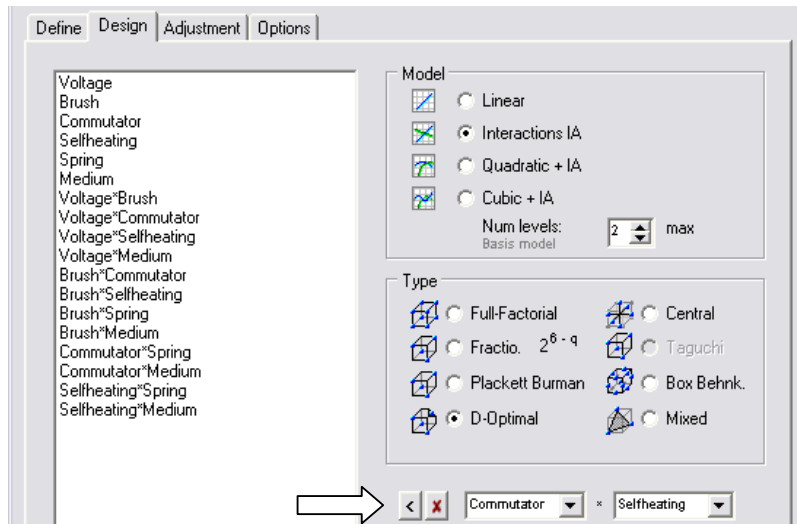 Define Design Adjustment Options
Voltage
Brush
Commutator
Selfheating
Spring
Medium
Voltage*Brush
Voltage*Commutator
Voltage*Selfheating
Voltage*Medium
Brush*Commutator
Brush*Selfheating
Brush*Spring
Brush*Medium
Commutator*Spring
Commutator*Medium
Selfheating*Spring
Selfheating*Medium
Model
Linear
Interactions IA
Quadratic + IA
Cubic + IA
Num levels: 2 max
Basis model
Type
Full-Factorial Central
Fractio. 2^6-q Taguchi
Plackett Burman Box Behnk.
D-Optimal Mixed
< x Commutator * Selfheating